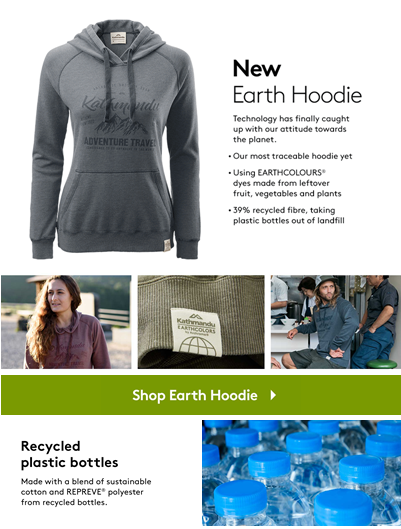 Kathmandu
ADVENTURE TRAVEL
New
Earth Hoodie
Technology has finally caught
up with our attitude towards
the planet.
• Our most traceable hoodie yet
• Using EARTHCOLOURS®
dyes made from leftover
fruit, vegetables and plants
• 39% recycled fibre, taking
plastic bottles out of landfill
Kathmandu
EARTHCOLORS
Shop Earth Hoodie
Recycled
plastic bottles
Made with a blend of sustainable
cotton and REPREVE® polyester
from recycled bottles.